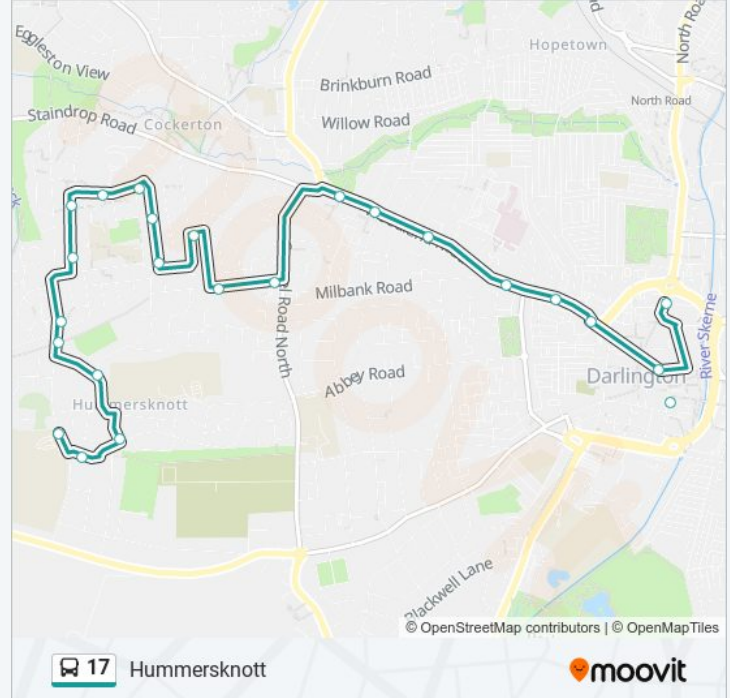 Hopetown
North Road
Eggleston View
Brinkburn Road
North Road
Staindrop Road
Cockerton
Willow Road
Milbank Road
Road North
River Skerne
Abbey Road
Darlington
Hummersknott
Blackwell Lane
© OpenStreetMap contributors | © OpenMapTiles
17 Hummersknott
moovit